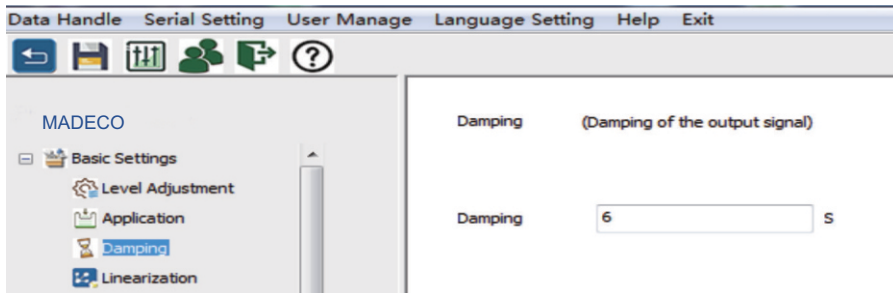 Data Handle Serial Setting User Manage Language Setting Help Exit
MADECO
Basic Settings
Level Adjustment
Application
Damping
Linearization
Damping (Damping of the output signal)
Damping 6 S